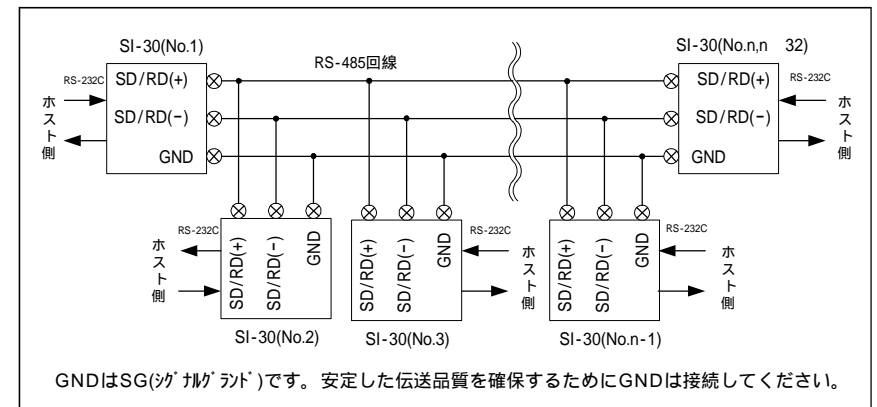 SI-30(No.1)
RS-485回線
SI-30(No.n,n 32)
RS-232C
SD/RD(+)
SD/RD(+)
RS-232C
ホスト側
SD/RD(-)
SD/RD(-)
ホスト側
GND
GND
ホスト側
RS-232C
SD/RD(+)
SD/RD(-)
GND
SD/RD(+)
SD/RD(-)
GND
RS-232C
ホスト側
SD/RD(+)
SD/RD(-)
GND
RS-232C
ホスト側
SI-30(No.2)
SI-30(No.3)
SI-30(No.n-1)
GNDはSG(ｼｸﾞﾅﾙｸﾞﾗﾝﾄﾞ)です。安定した伝送品質を確保するためにGNDは接続してください。